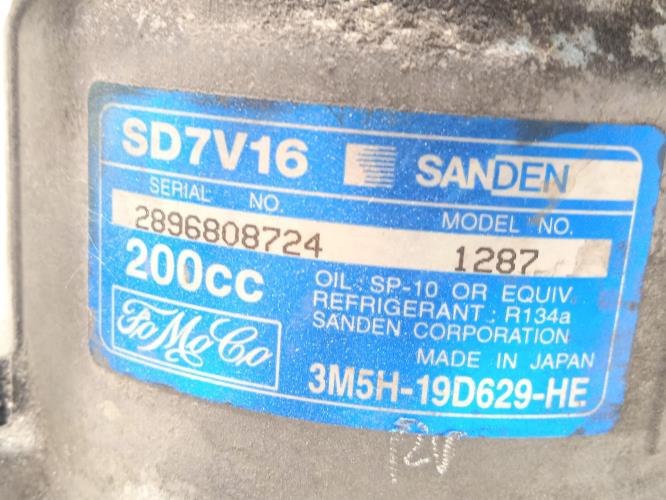 SD7V16 SANDEN
SERIAL NO. MODEL NO.
2896808724 1287
200CC
OIL : SP-10 OR EQUIV.
REFRIGERANT : R134a
SANDEN CORPORATION
FoMoCo
MADE IN JAPAN
3M5H-19D629-HE
12V